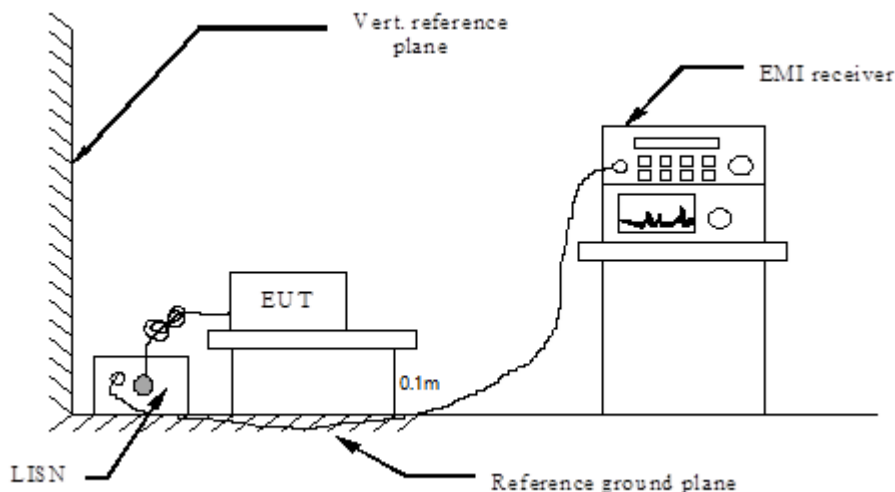 Vert. reference
plane
EMI receiver
EUT
0.1m
LISN
Reference ground plane